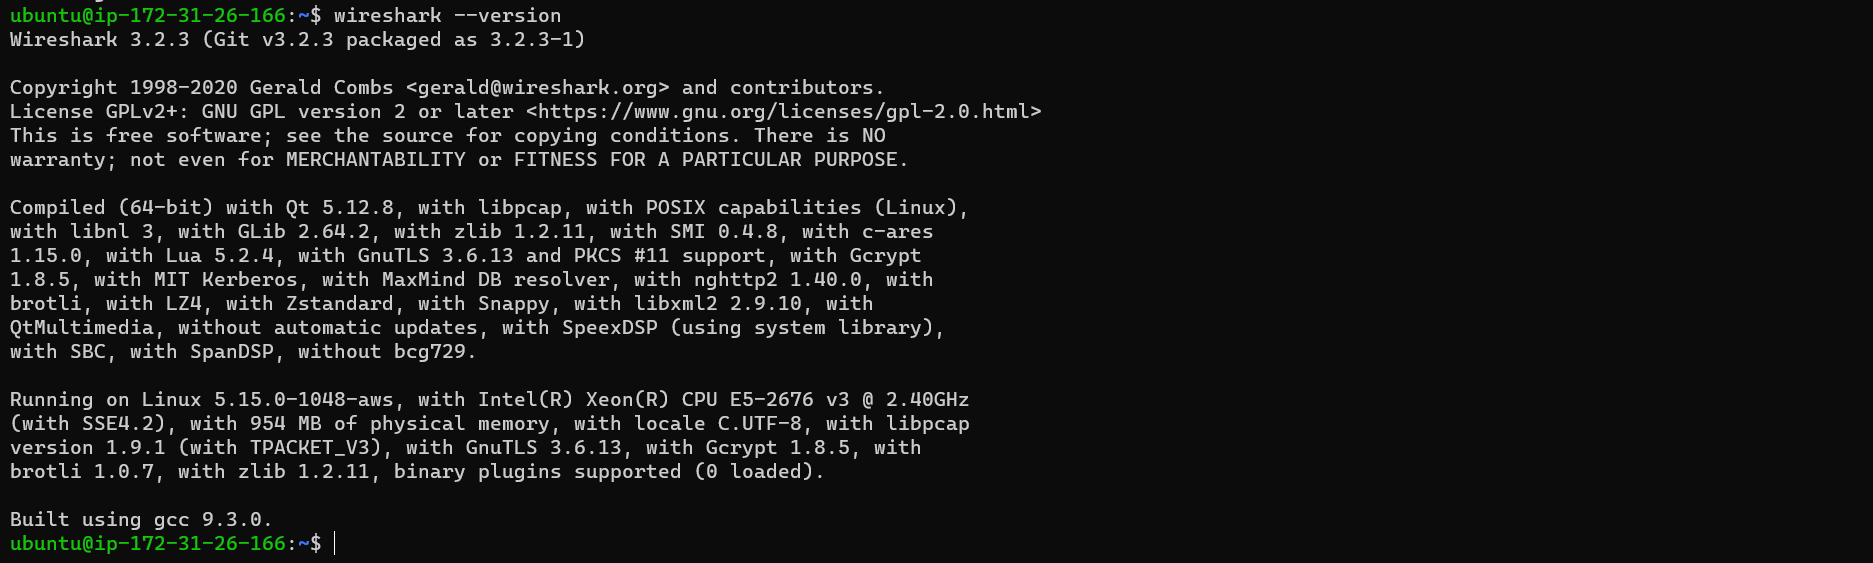 ubuntu@ip-172-31-26-166:~$ wireshark --version
Wireshark 3.2.3 (Git v3.2.3 packaged as 3.2.3-1)
Copyright 1998-2020 Gerald Combs <gerald@wireshark.org> and contributors.
License GPLv2+: GNU GPL version 2 or later <https://www.gnu.org/licenses/gpl-2.0.html>
This is free software; see the source for copying conditions. There is NO
warranty; not even for MERCHANTABILITY or FITNESS FOR A PARTICULAR PURPOSE.
Compiled (64-bit) with Qt 5.12.8, with libpcap, with POSIX capabilities (Linux),
with libnl 3, with GLib 2.64.2, with zlib 1.2.11, with SMI 0.4.8, with c-ares
1.15.0, with Lua 5.2.4, with GnuTLS 3.6.13 and PKCS #11 support, with Gcrypt
1.8.5, with MIT Kerberos, with MaxMind DB resolver, with nghttp2 1.40.0, with
brotli, with LZ4, with Zstandard, with Snappy, with libxml2 2.9.10, with
QtMultimedia, without automatic updates, with SpeexDSP (using system library),
with SBC, with SpanDSP, without bcg729.
Running on Linux 5.15.0-1048-aws, with Intel(R) Xeon(R) CPU E5-2676 v3 @ 2.40GHz
(with SSE4.2), with 954 MB of physical memory, with locale C.UTF-8, with libpcap
version 1.9.1 (with TPACKET_V3), with GnuTLS 3.6.13, with Gcrypt 1.8.5, with
brotli 1.0.7, with zlib 1.2.11, binary plugins supported (0 loaded).
Built using gcc 9.3.0.
ubuntu@ip-172-31-26-166:~$